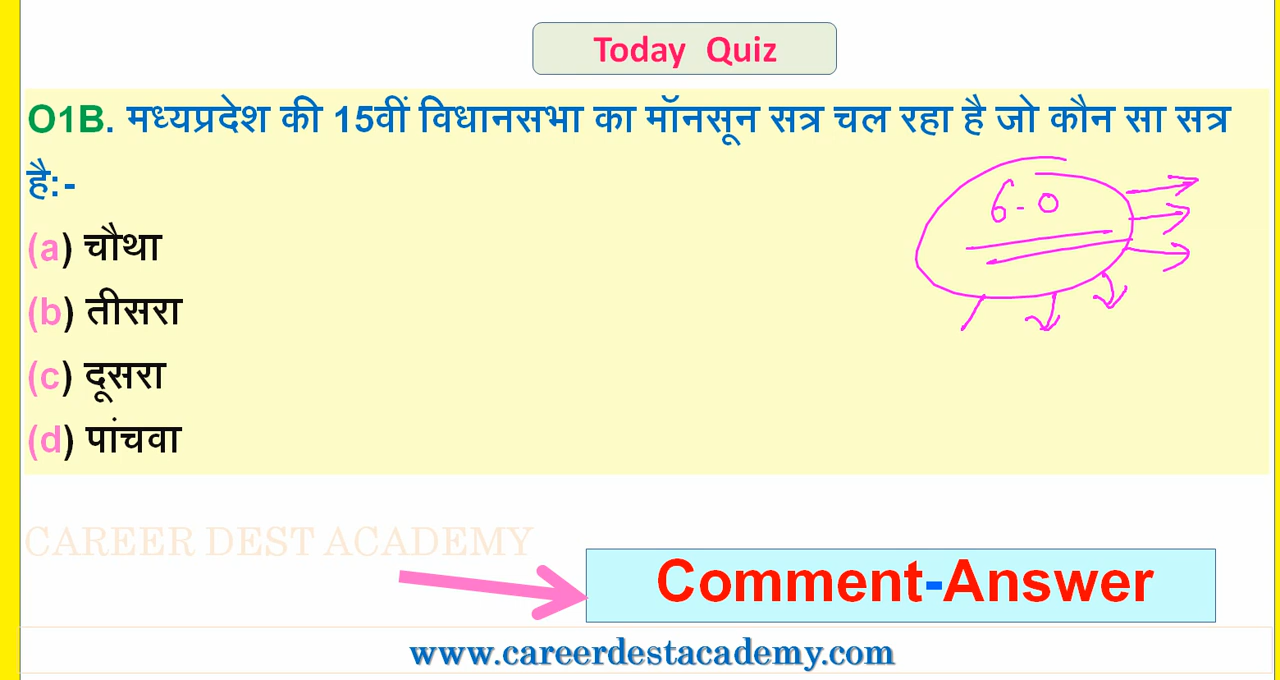 Today Quiz
O1B. मध्यप्रदेश की 15वीं विधानसभा का मॉनसून सत्र चल रहा है जो कौन सा सत्र
है:-
6-0
(a) चौथा
(b) तीसरा
(c) दूसरा
(d) पांचवा
CAREER DEST ACADEMY
Comment-Answer
www.careerdestacademy.com